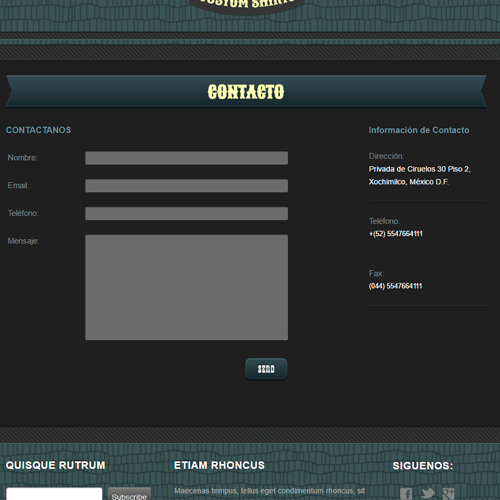 CUSTOM SHIRTS
CONTACTO
CONTACTANOS
Nombre:
Email:
Teléfono:
Mensaje:
SEND
Información de Contacto
Dirección:
Privada de Ciruelos 30 Piso 2,
Xochimilco, México D.F.
Teléfono:
+(52) 5547664111
Fax:
(044) 5547664111
QUISQUE RUTRUM
Subscribe
ETIAM RHONCUS
Maecenas tempus, tellus eget condimentum rhoncus, sit
SIGUENOS: